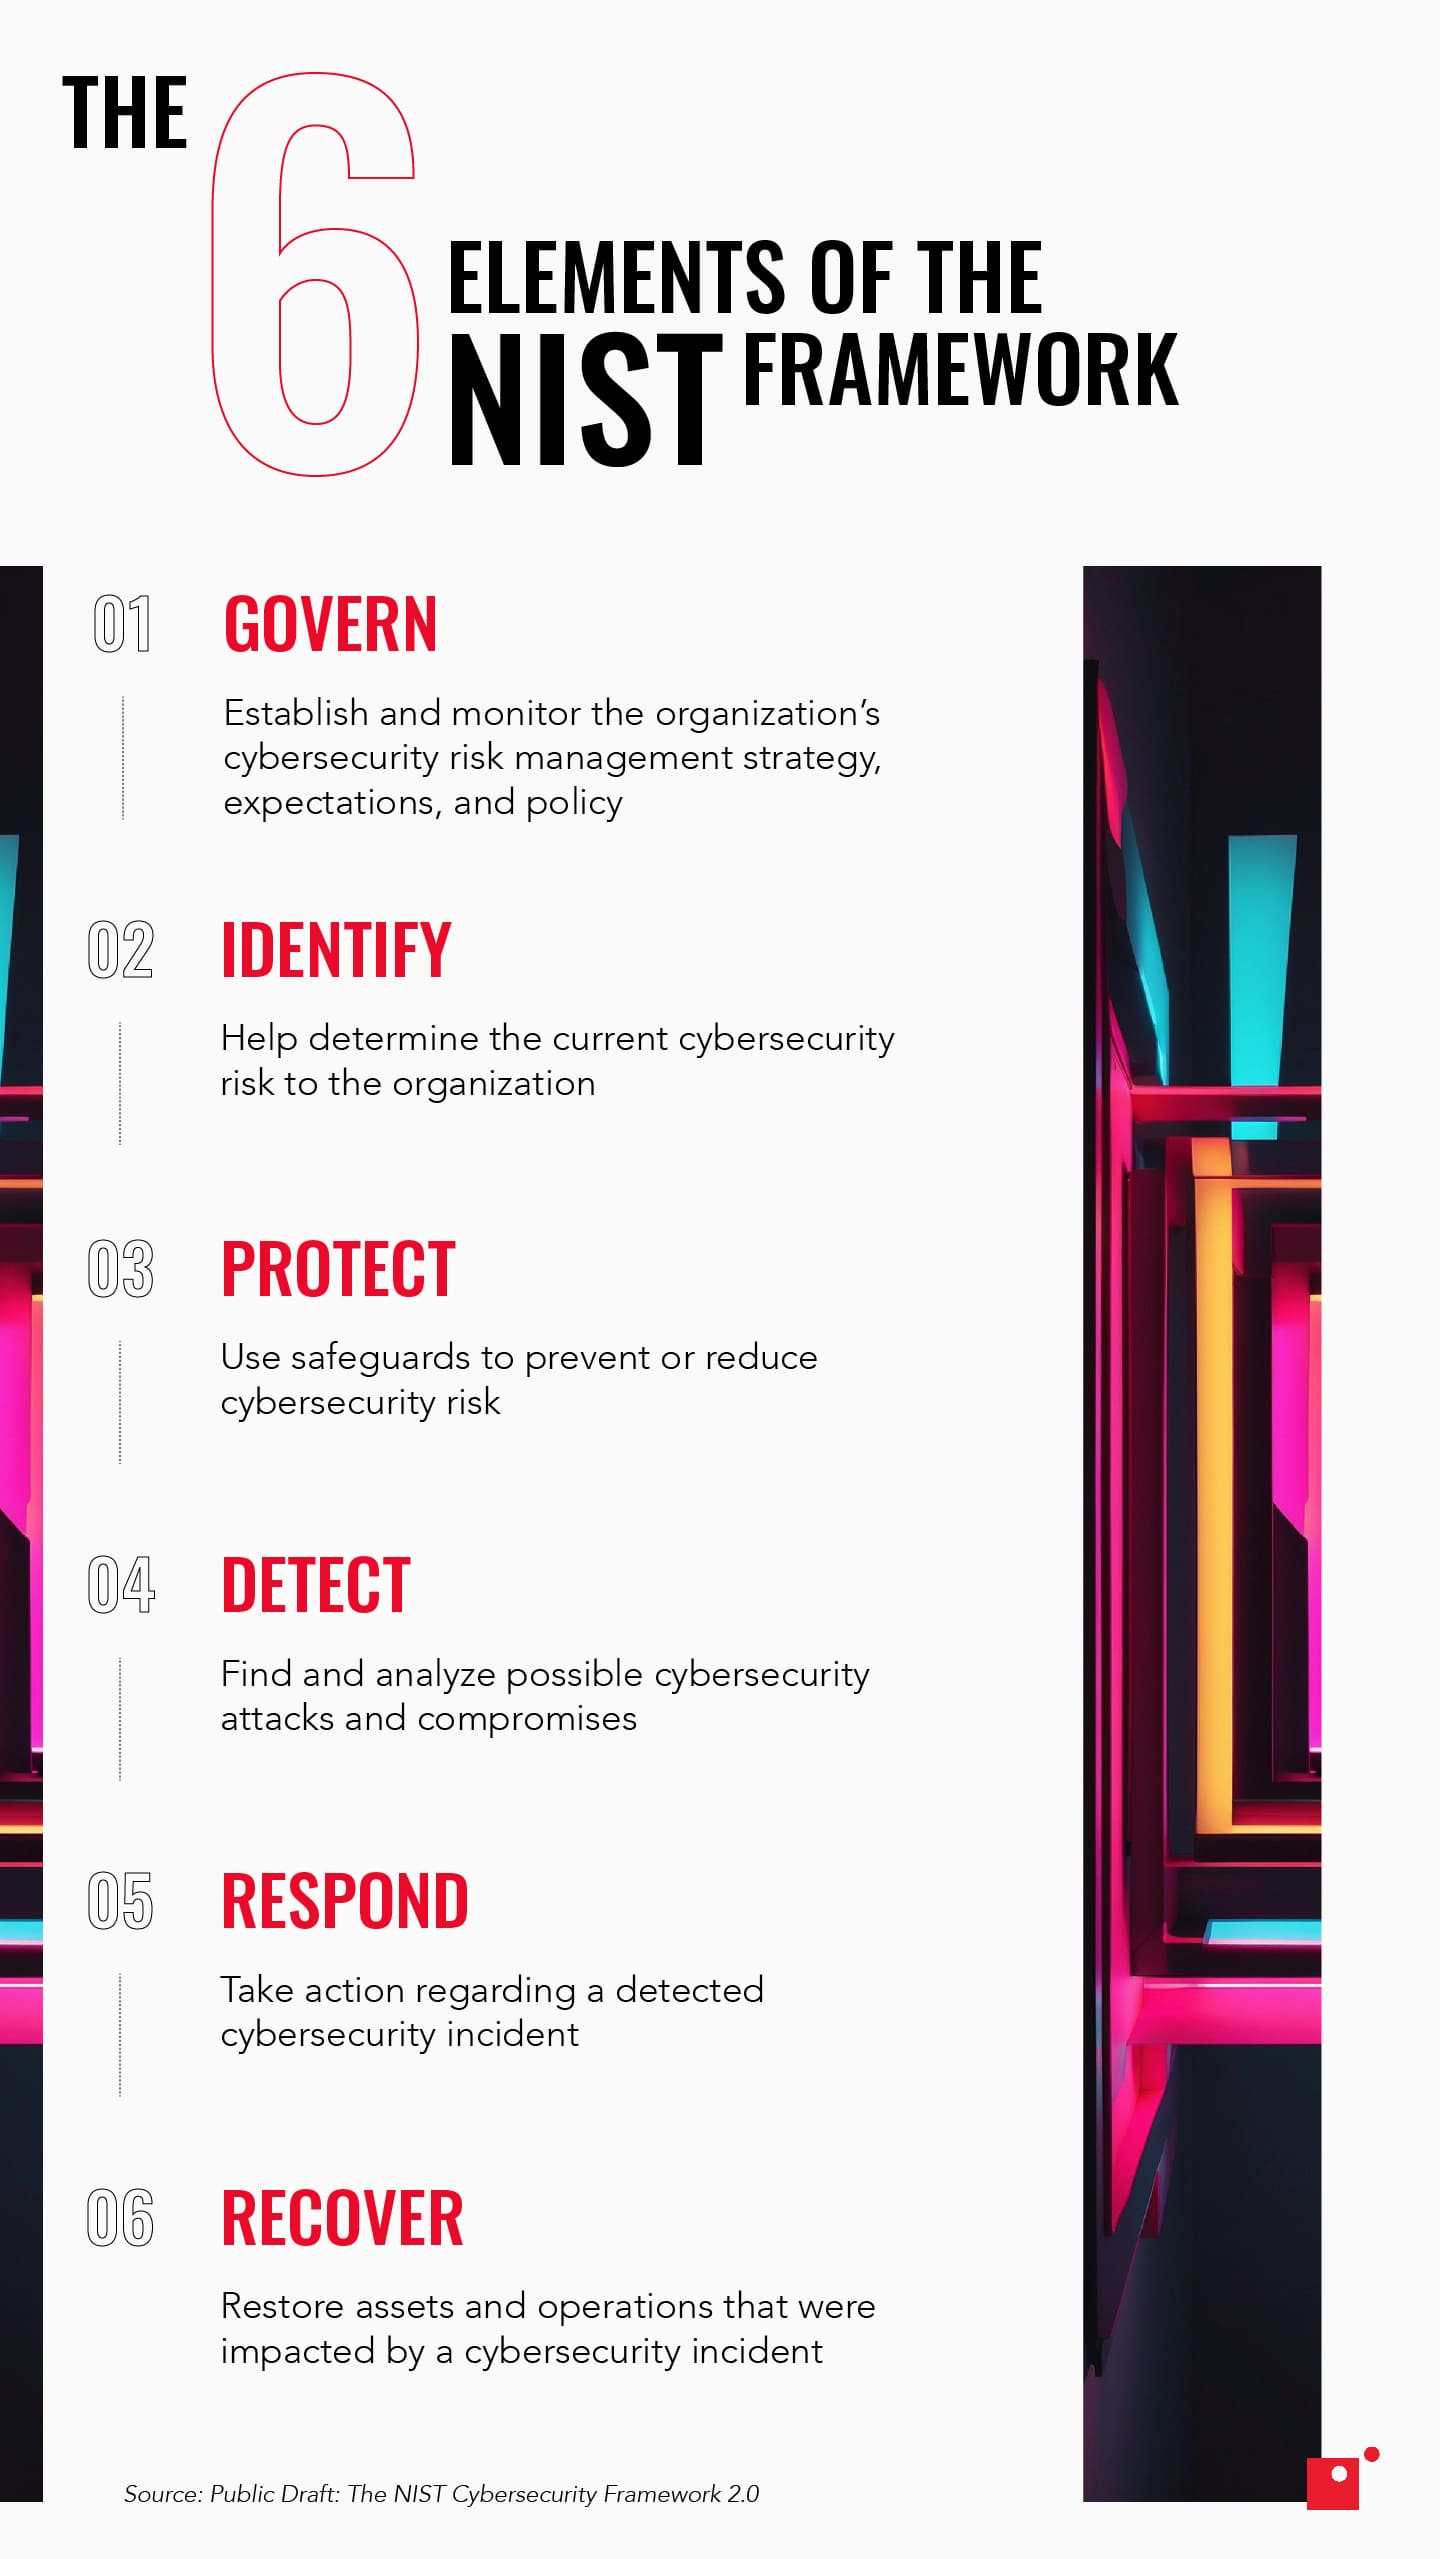 THE
6
ELEMENTS OF THE
NIST FRAMEWORK
01 GOVERN
Establish and monitor the organization’s
cybersecurity risk management strategy,
expectations, and policy
02 IDENTIFY
Help determine the current cybersecurity
risk to the organization
03 PROTECT
Use safeguards to prevent or reduce
cybersecurity risk
04 DETECT
Find and analyze possible cybersecurity
attacks and compromises
05 RESPOND
Take action regarding a detected
cybersecurity incident
06 RECOVER
Restore assets and operations that were
impacted by a cybersecurity incident
Source: Public Draft: The NIST Cybersecurity Framework 2.0